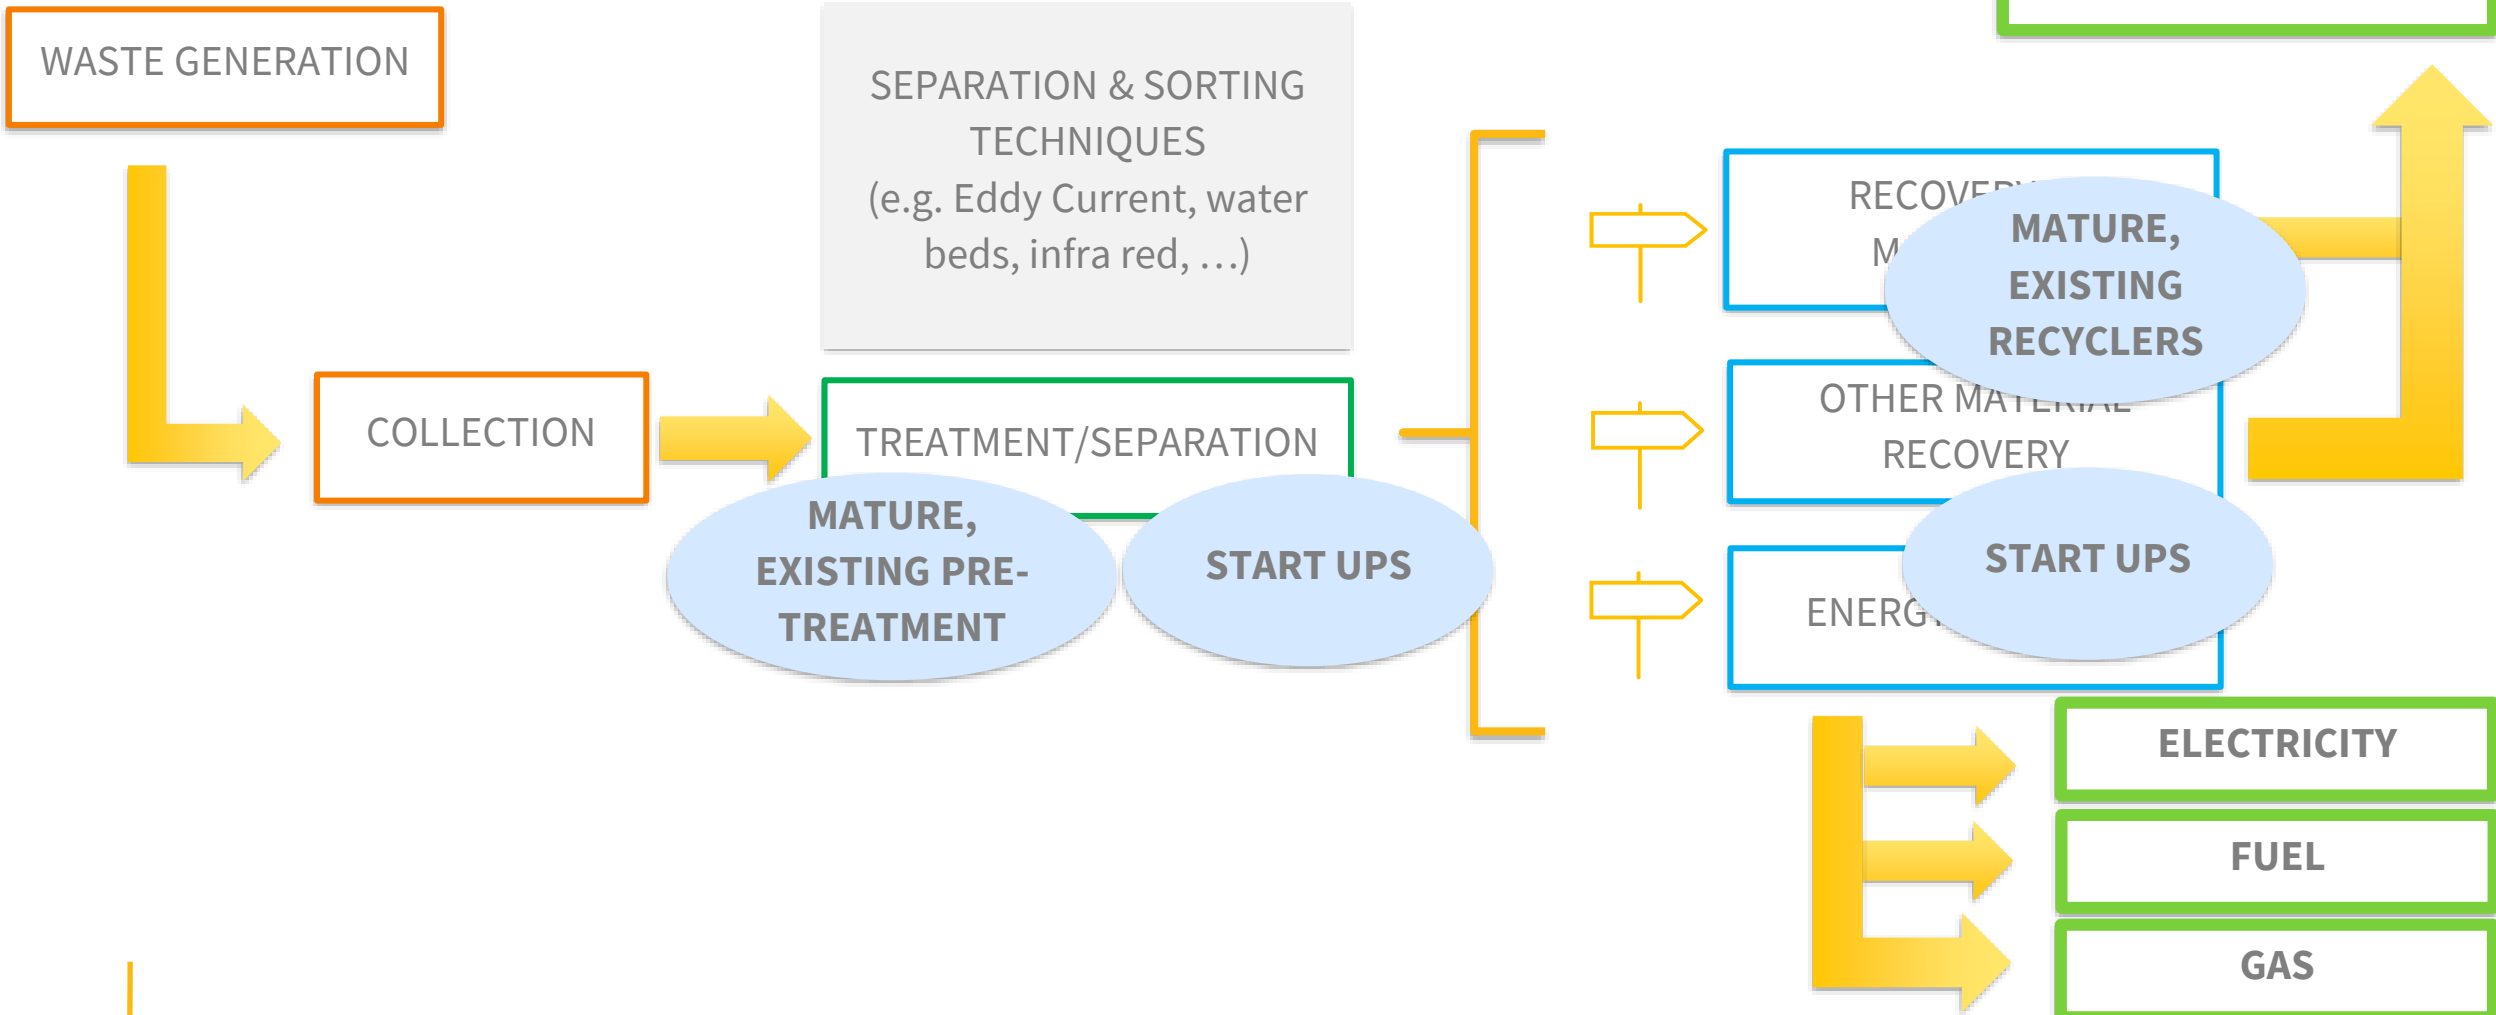 WASTE GENERATION
SEPARATION & SORTING
TECHNIQUES
(e.g. Eddy Current, water
beds, infra red, …)
COLLECTION
TREATMENT/SEPARATION
MATURE,
EXISTING PRE-
TREATMENT
START UPS
MATURE,
EXISTING
RECYCLERS
OTHER MATERIAL
RECOVERY
START UPS
ELECTRICITY
FUEL
GAS